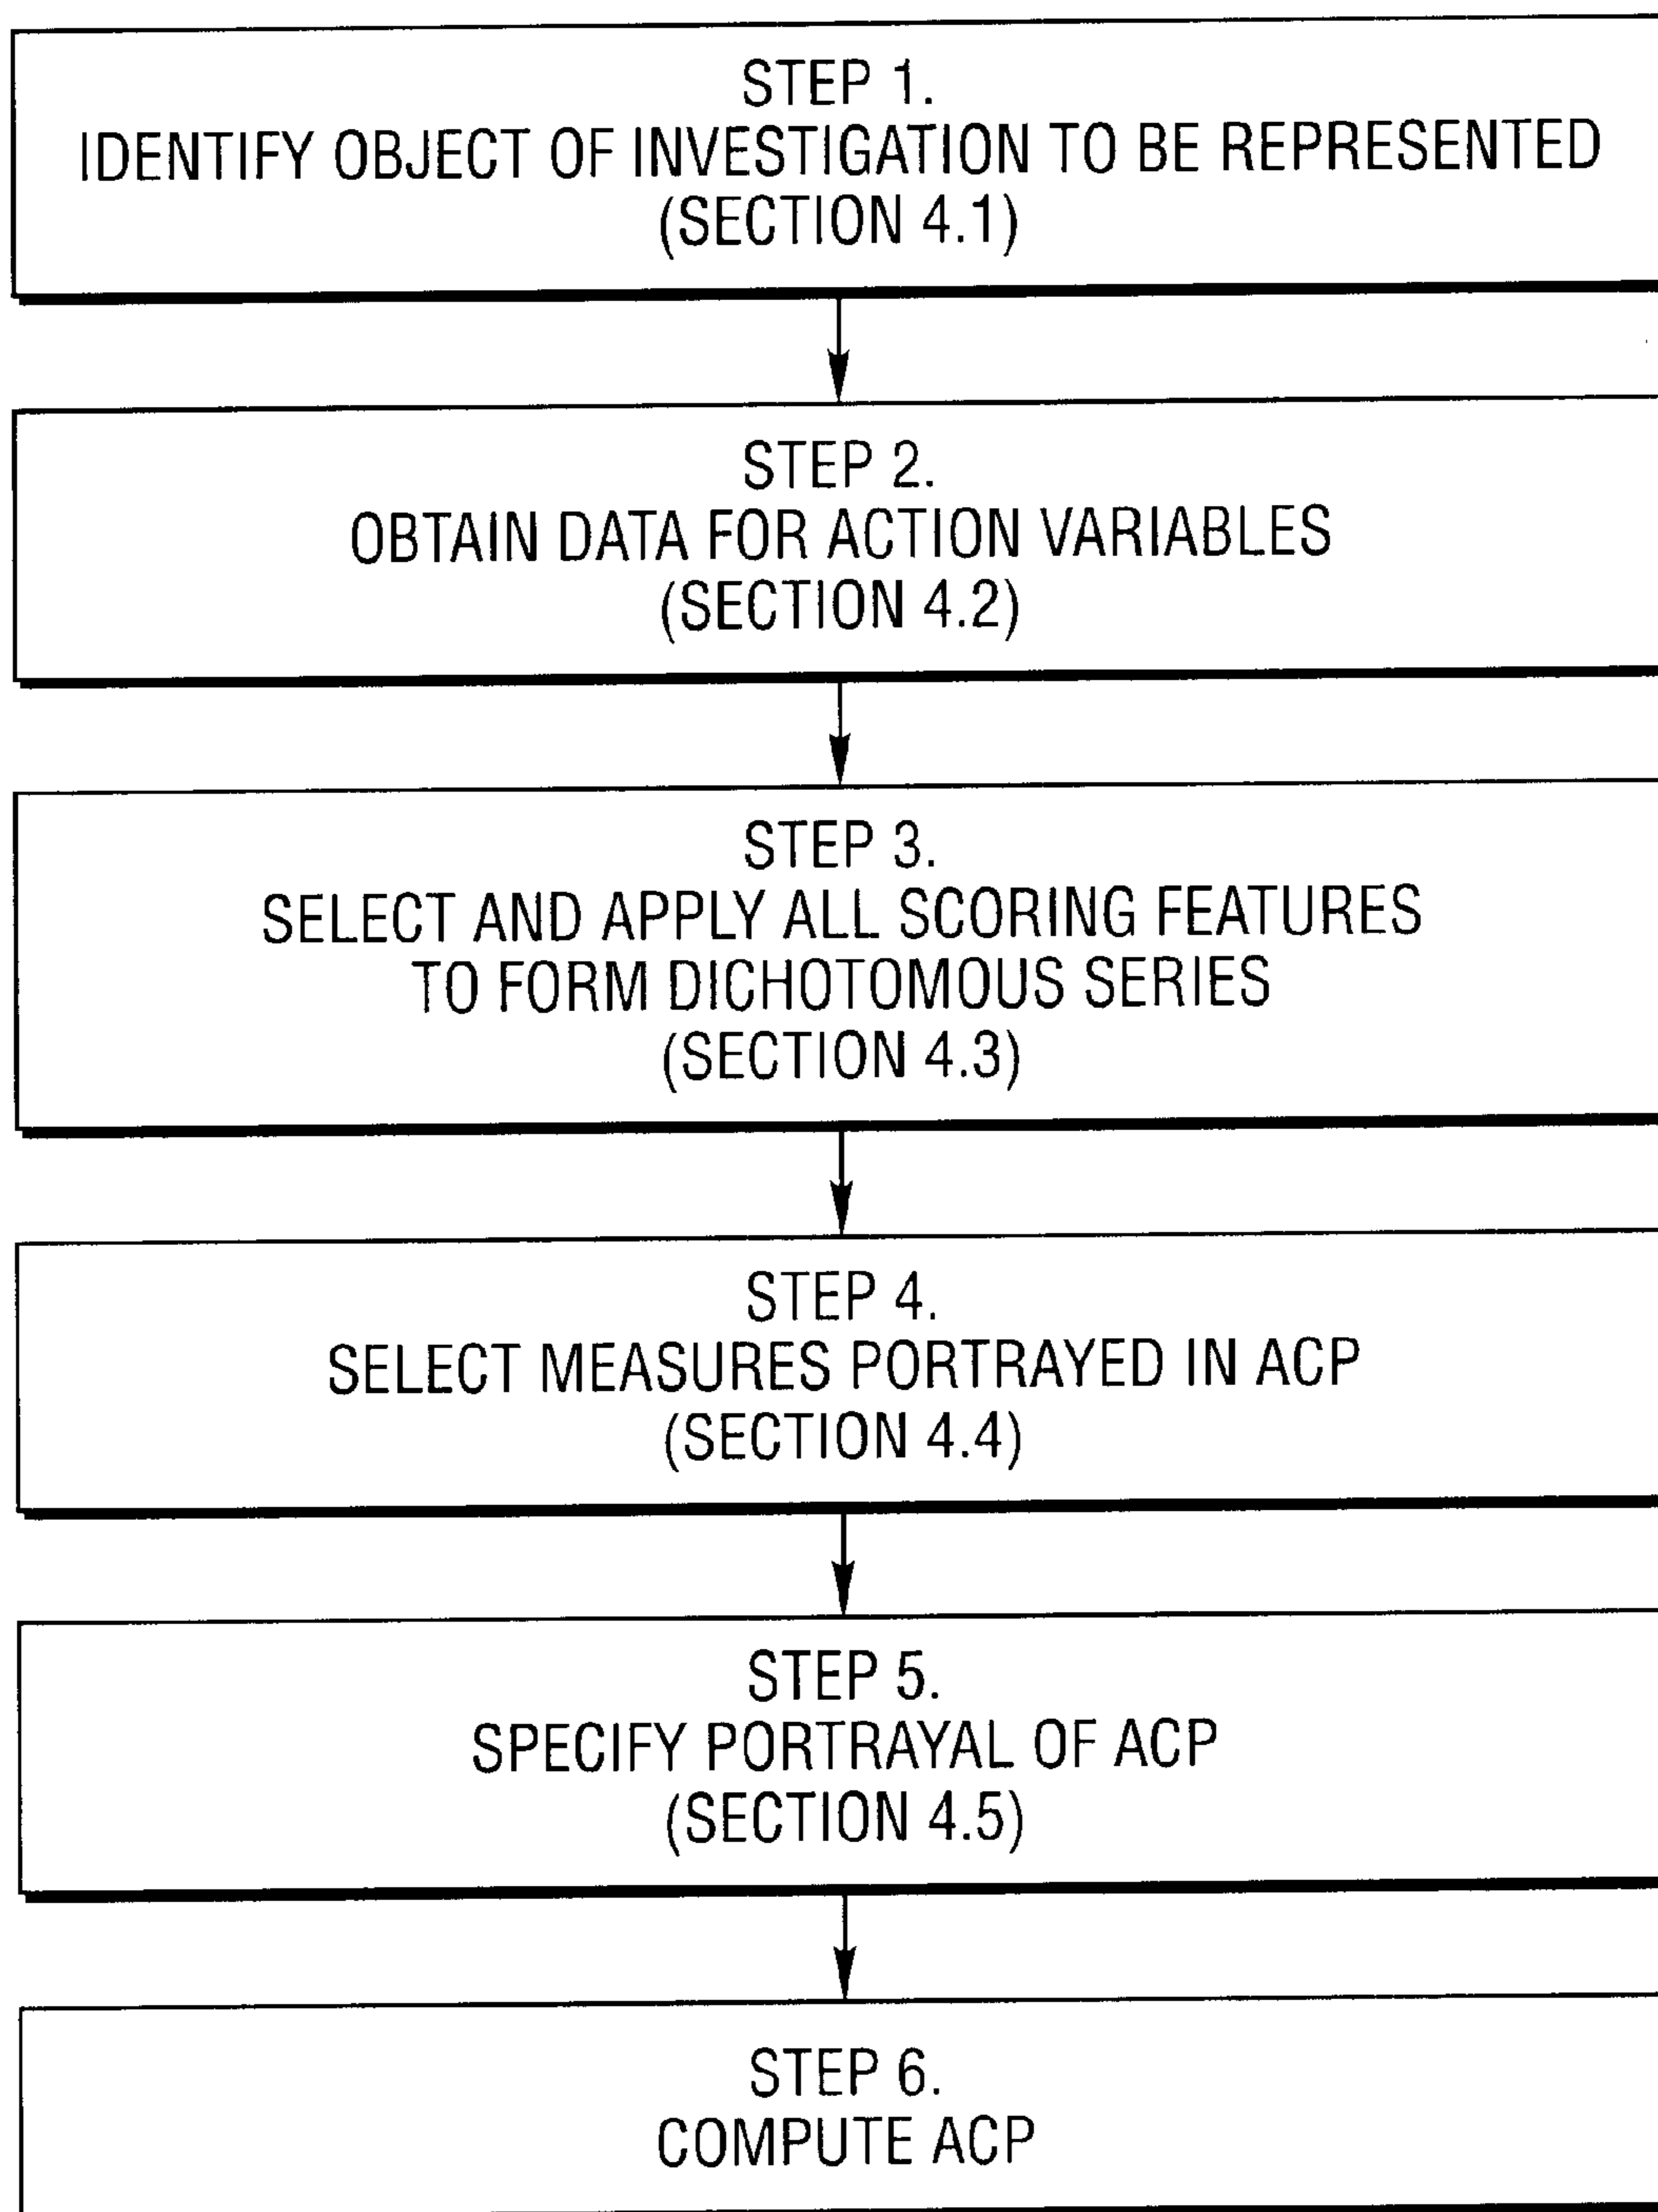 STEP 1.
IDENTIFY OBJECT OF INVESTIGATION TO BE REPRESENTED
(SECTION 4.1)
STEP 2.
OBTAIN DATA FOR ACTION VARIABLES
(SECTION 4.2)
STEP 3.
SELECT AND APPLY ALL SCORING FEATURES
TO FORM DICHOTOMOUS SERIES
(SECTION 4.3)
STEP 4.
SELECT MEASURES PORTRAYED IN ACP
(SECTION 4.4)
STEP 5.
SPECIFY PORTRAYAL OF ACP
(SECTION 4.5)
STEP 6.
COMPUTE ACP